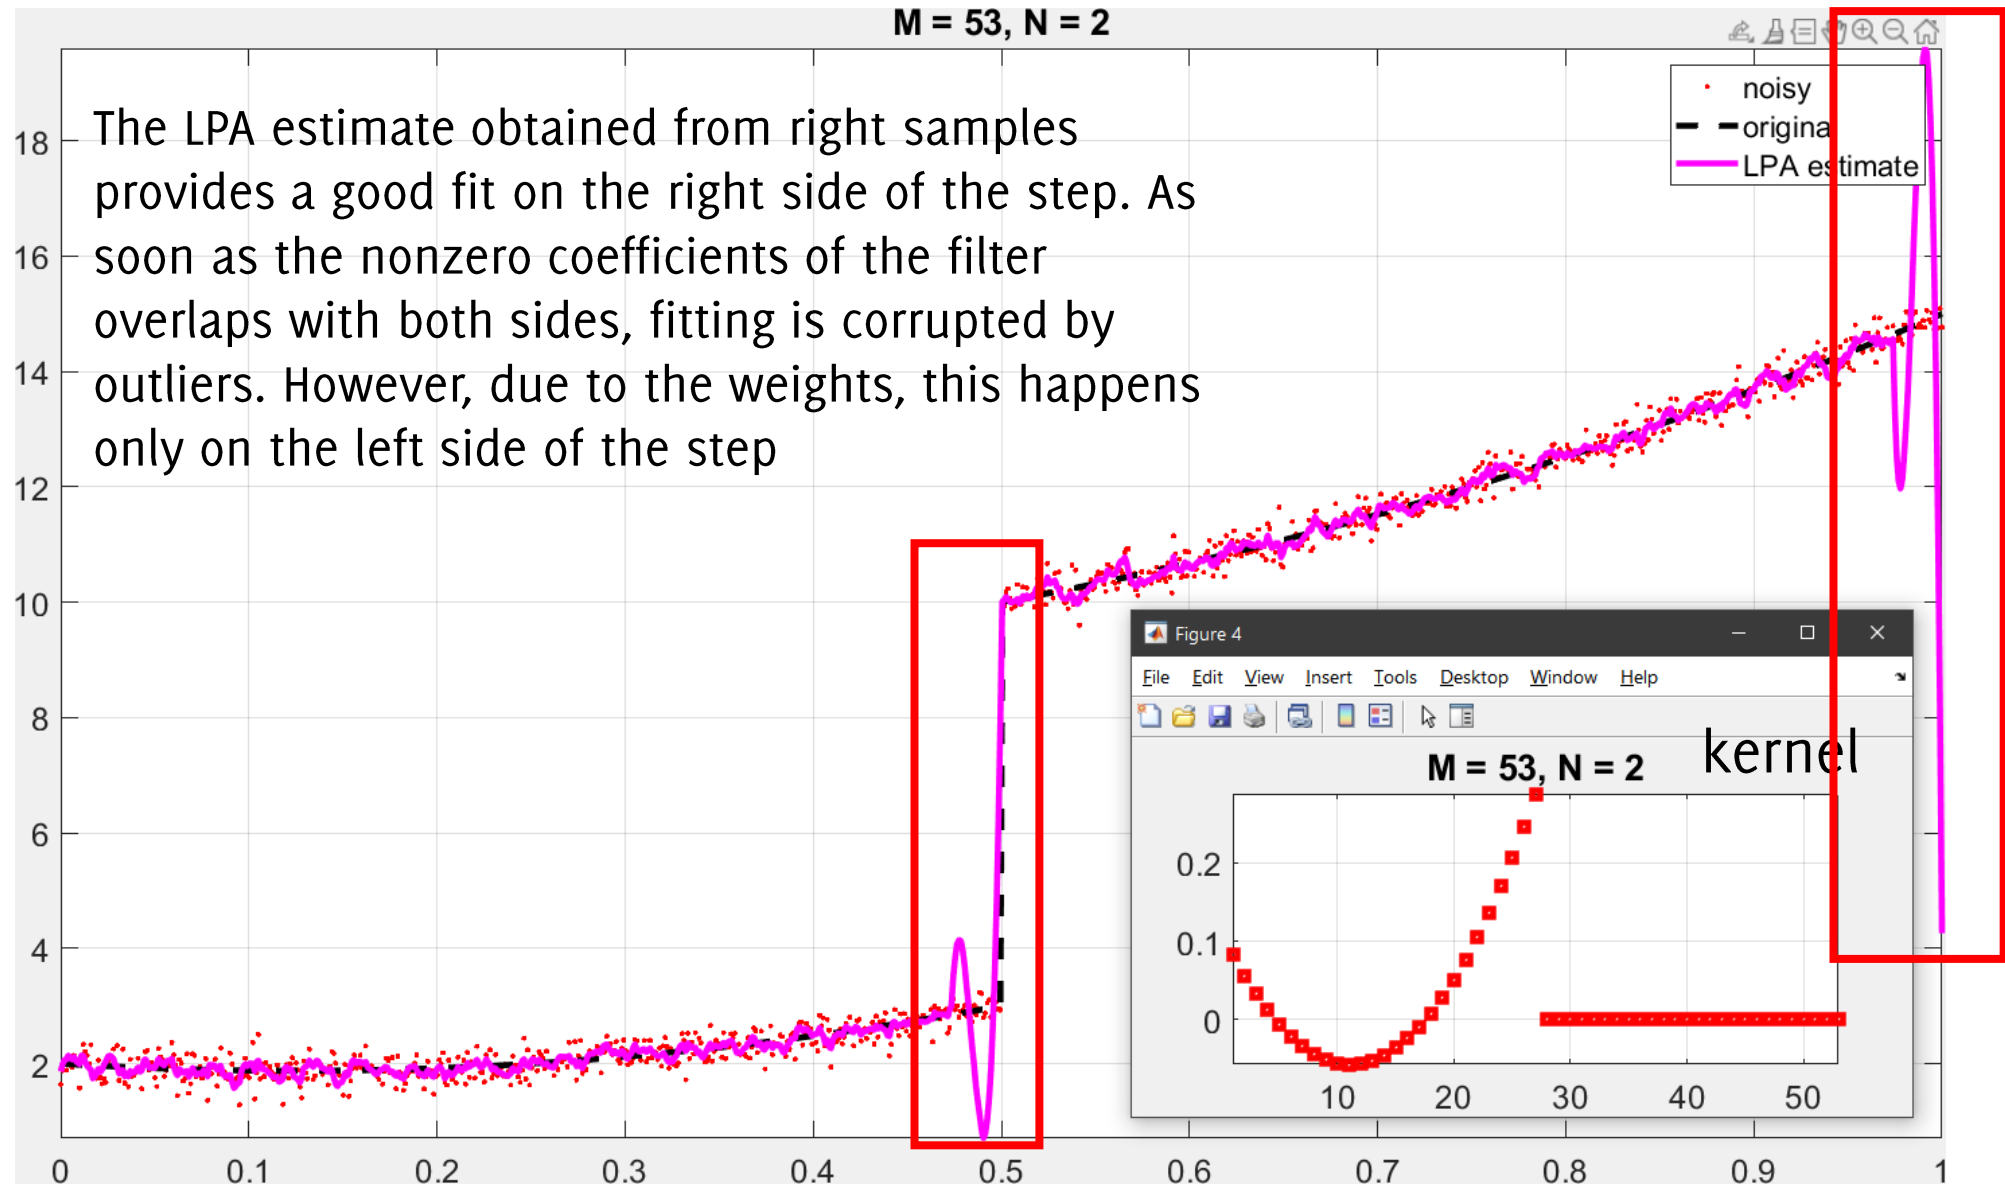 M = 53, N = 2
noisy
origina
LPA estimate
The LPA estimate obtained from right samples
provides a good fit on the right side of the step. As
soon as the nonzero coefficients of the filter
overlaps with both sides, fitting is corrupted by
outliers. However, due to the weights, this happens
only on the left side of the step
18
16
14
12
10
8
6
4
2
0 0.1 0.2 0.3 0.4 0.5 0.6 0.7 0.8 0.9 1
Figure 4
File Edit View Insert Tools Desktop Window Help
kernel
M = 53, N = 2
0.2
0.1
0
10 20 30 40 50